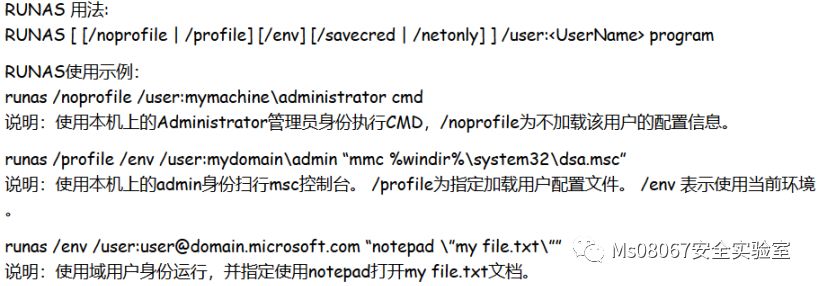 RUNAS 用法:
RUNAS [ [/noprofile | /profile] [/env] [/savecred | /netonly] ] /user:<UserName> program
RUNAS使用示例：
runas /noprofile /user:mymachine\administrator cmd
说明：使用本机上的Administrator管理员身份执行CMD，/noprofile为不加载该用户的配置信息。
runas /profile /env /user:mydomain\admin “mmc %windir%\system32\dsa.msc”
说明：使用本机上的admin身份扫行msc控制台。 /profile为指定加载用户配置文件。 /env 表示使用当前环境
。
runas /env /user:user@domain.microsoft.com “notepad \”my file.txt\””
Ms08067安全实验室
说明：使用域用户身份运行，并指定使用notepad打开my file.txt文档。